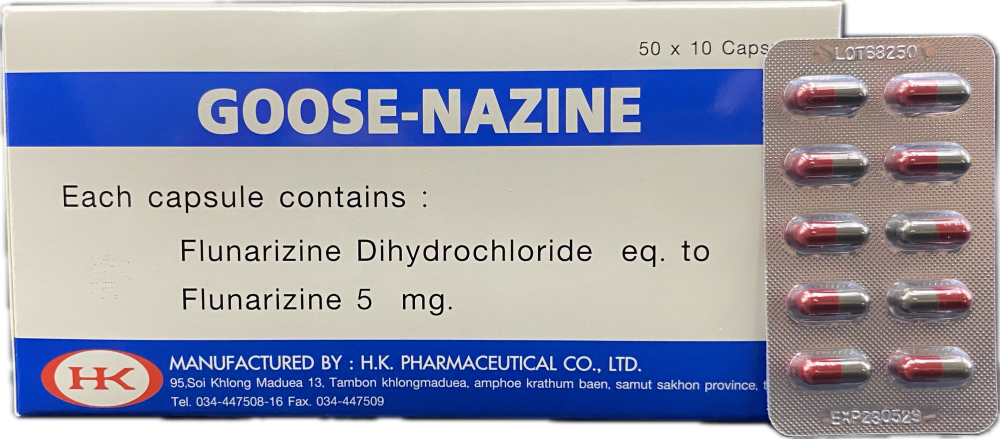 50 x 10 Caps
GOOSE-NAZINE
Each capsule contains :
Flunarizine Dihydrochloride eq. to
Flunarizine 5 mg.
HK
MANUFACTURED BY : H.K. PHARMACEUTICAL CO., LTD.
95,Soi Khlong Maduea 13, Tambon khlongmaduea, amphoe krathum baen, samut sakhon province,
Tel. 034-447508-16 Fax. 034-447509
LOT68250
EXP280529